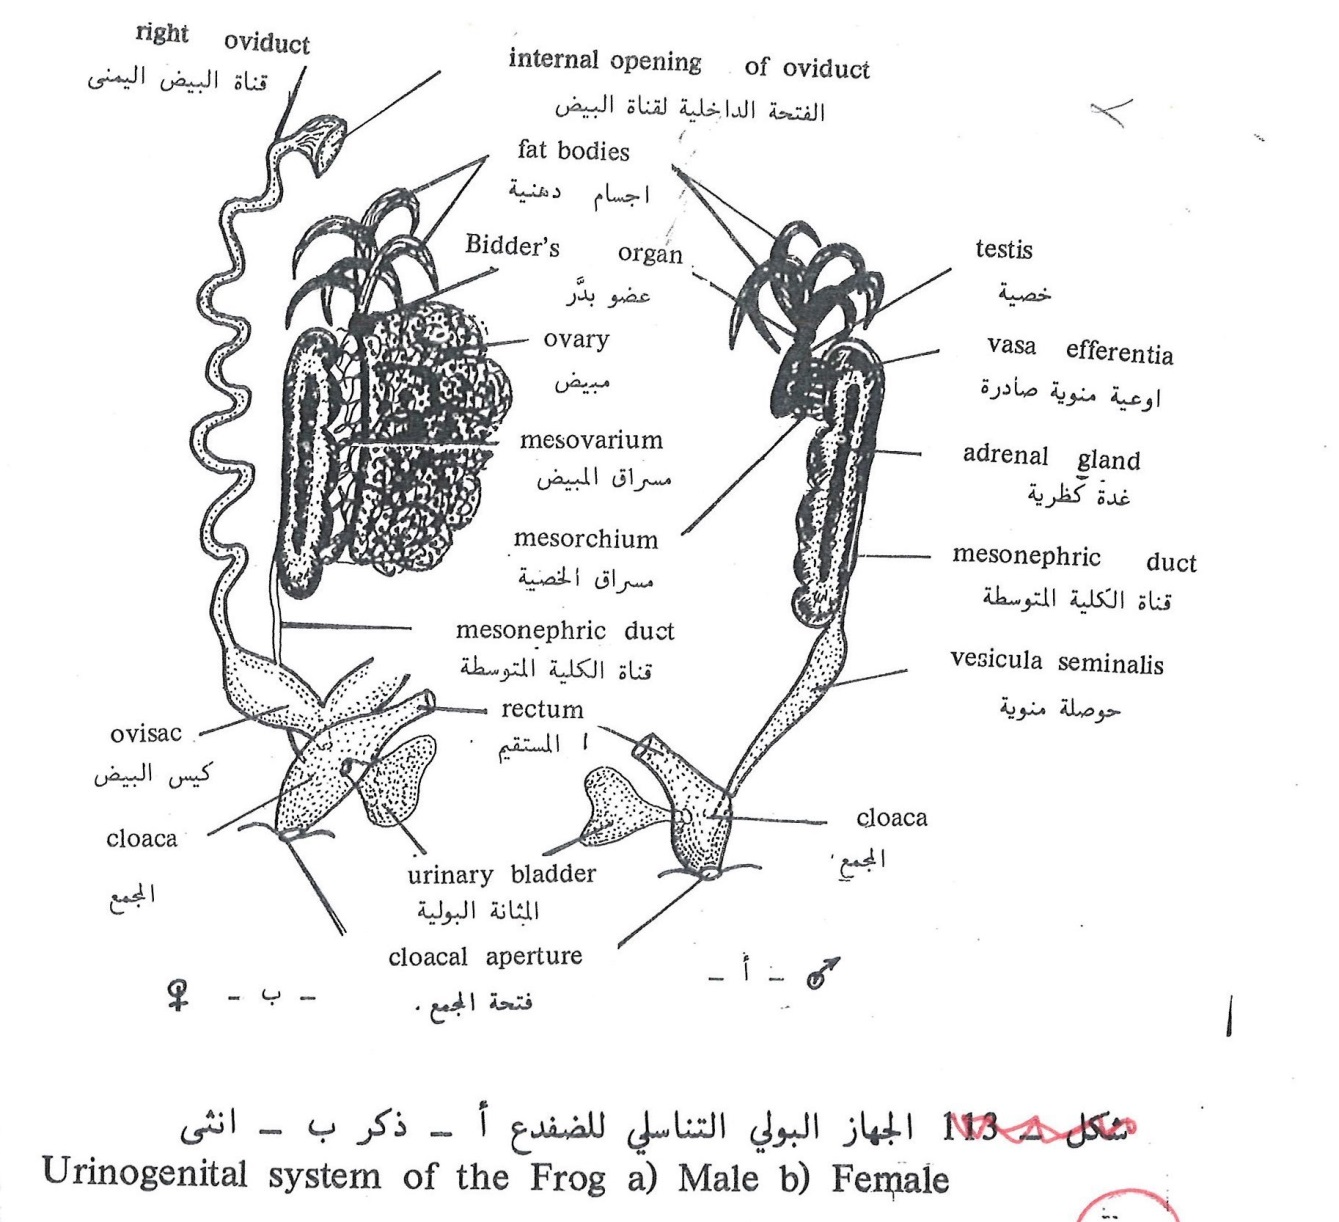 right oviduct
قناة البيض اليمنى
internal opening of oviduct
الفتحة الداخلية لقناة البيض
fat bodies
اجسام دهنية
Bidder's organ
عضو بدَّر
testis
خصية
ovary
مبيض
vasa efferentia
اوعية منوية صادرة
mesovarium
مسراق المبيض
adrenal gland
غدة كظرية
mesorchium
مسراق الخصية
mesonephric duct
قناة الكلية المتوسطة
mesonephric duct
قناة الكلية المتوسطة
vesicula seminalis
حوصلة منوية
rectum
ا المستقيم
ovisac
كيس البيض
cloaca
المجمع
cloaca
المجمع
urinary bladder
المثانة البولية
cloacal aperture
فتحة المجمع .
♀ - ب -
- أ - ♂
شكل - 113 الجهاز البولي التناسلي للضفدع أ - ذكر ب - انثى
Urinogenital system of the Frog a) Male b) Female